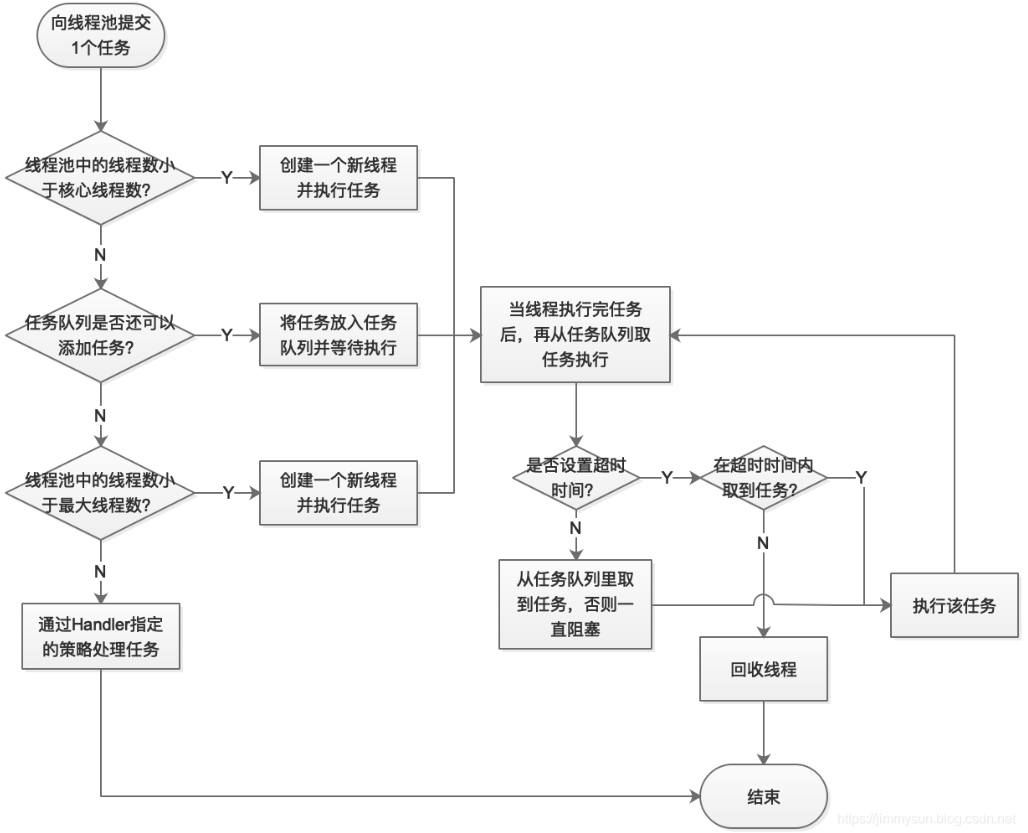 向线程池提交
1个任务
线程池中的线程数小
于核心线程数?
Y
创建一个新线程
并执行任务
N
任务队列是否还可以
添加任务?
Y
将任务放入任务
队列并等待执行
N
线程池中的线程数小
于最大线程数?
Y
创建一个新线程
并执行任务
N
通过Handler指定
的策略处理任务
当线程执行完任务
后，再从任务队列取
任务执行
是否设置超时
时间?
Y
在超时时间内
取到任务?
Y
N
从任务队列里取
到任务，否则一
直阻塞
N
执行该任务
回收线程
结束
https://jimmysun.blog.csdn.net